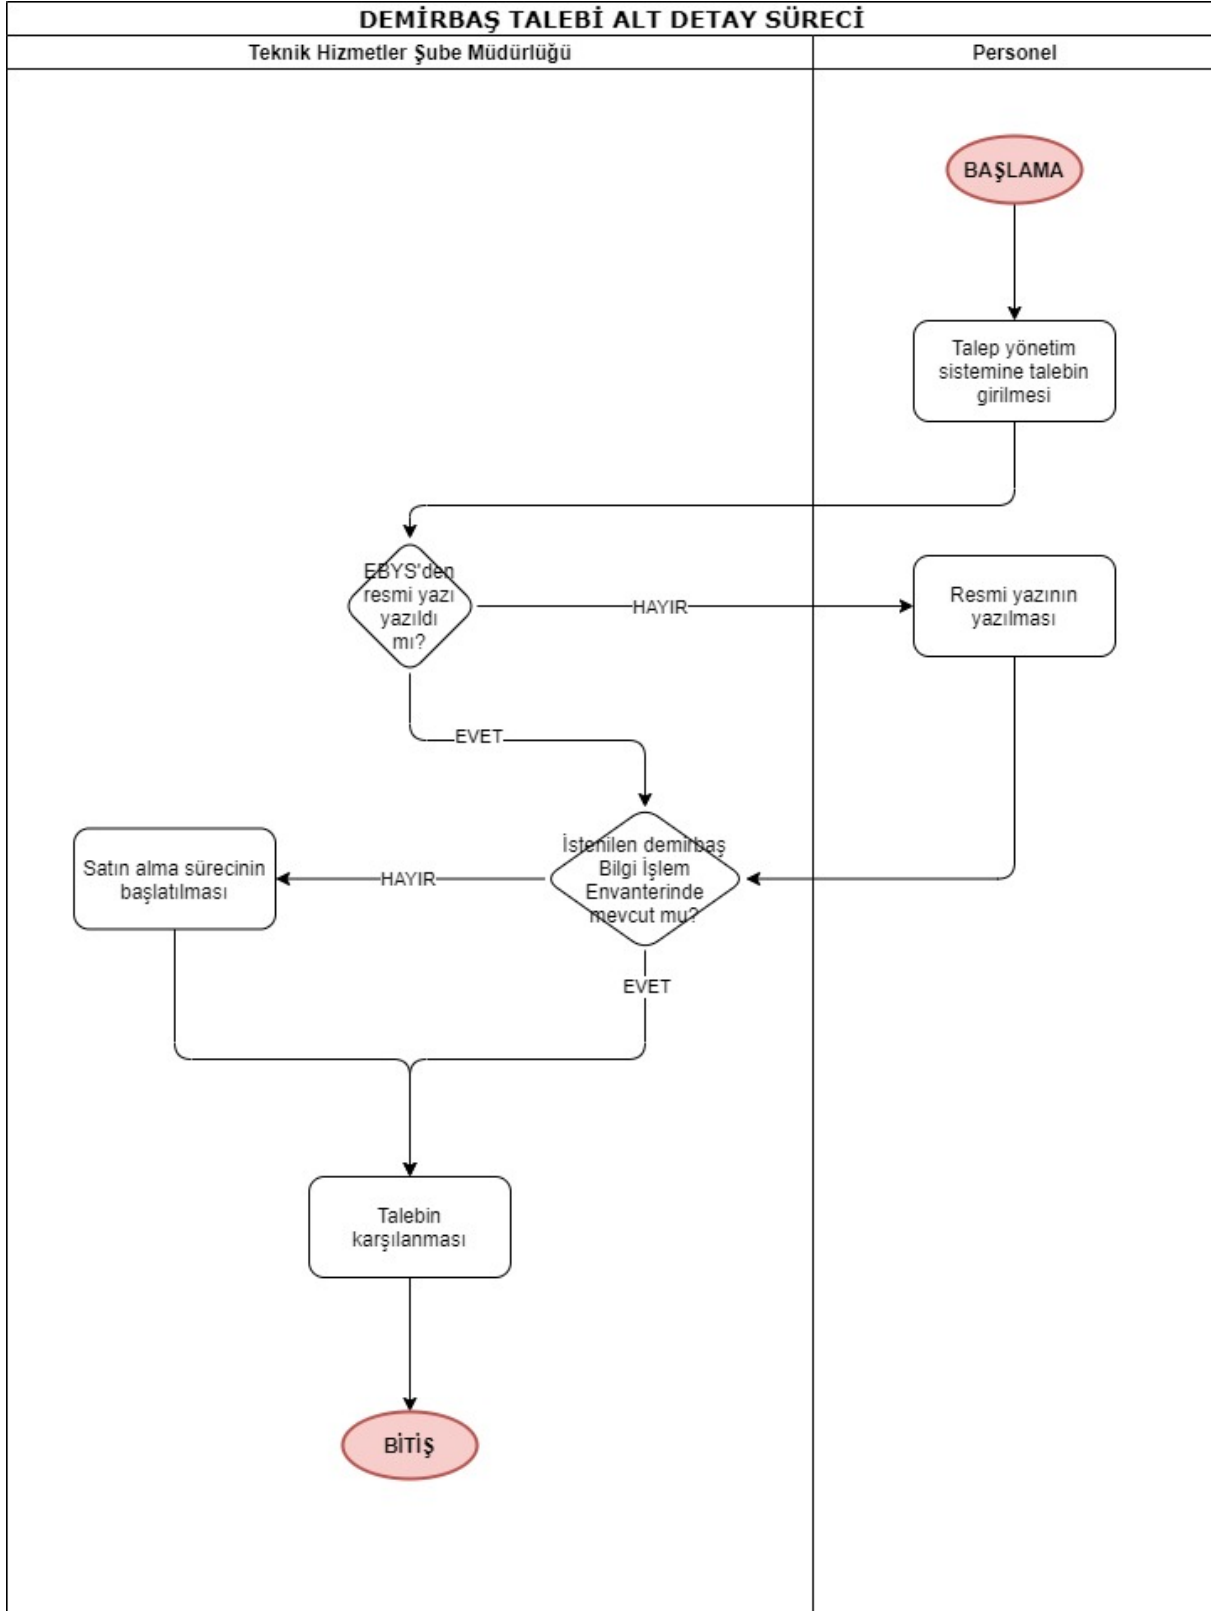 DEMİRBAŞ TALEBİ ALT DETAY SÜRECİ
Teknik Hizmetler Şube Müdürlüğü
Personel
BAŞLAMA
Talep yönetim
sistemine talebin
girilmesi
EBYS'den
resmi yazı
yazıldı
mı?
HAYIR
Resmi yazının
yazılması
EVET
İstenilen demirbaş
Bilgi İşlem
Envanterinde
mevcut mu?
HAYIR
Satın alma sürecinin
başlatılması
EVET
Talebin
karşılanması
BİTİŞ